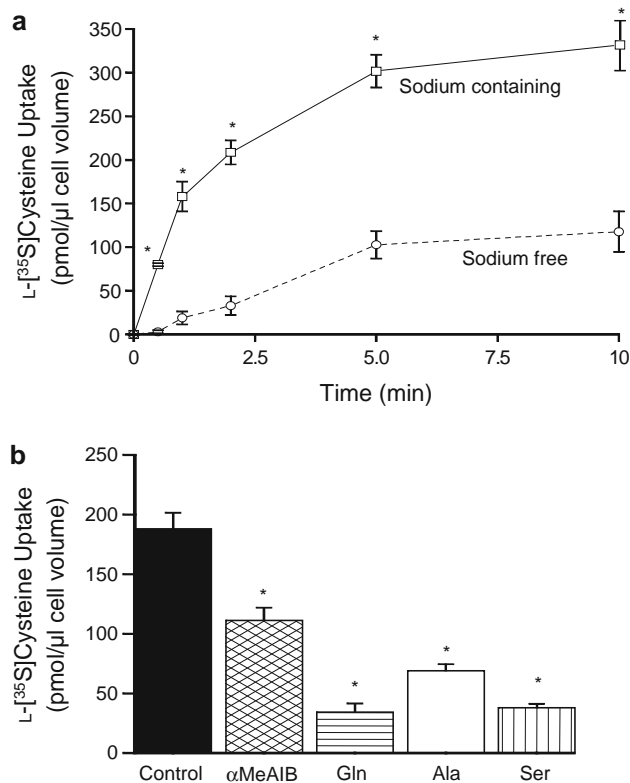 a
L-[³⁵S]Cysteine Uptake
(pmol/µl cell volume)
350
300
250
200
150
100
50
0
*
*
*
*
*
Sodium containing
Sodium free
0
2.5
5.0
7.5
10
Time (min)
b
L-[³⁵S]Cysteine Uptake
(pmol/µl cell volume)
250
200
150
100
50
0
*
*
*
*
Control
αMeAIB
Gln
Ala
Ser